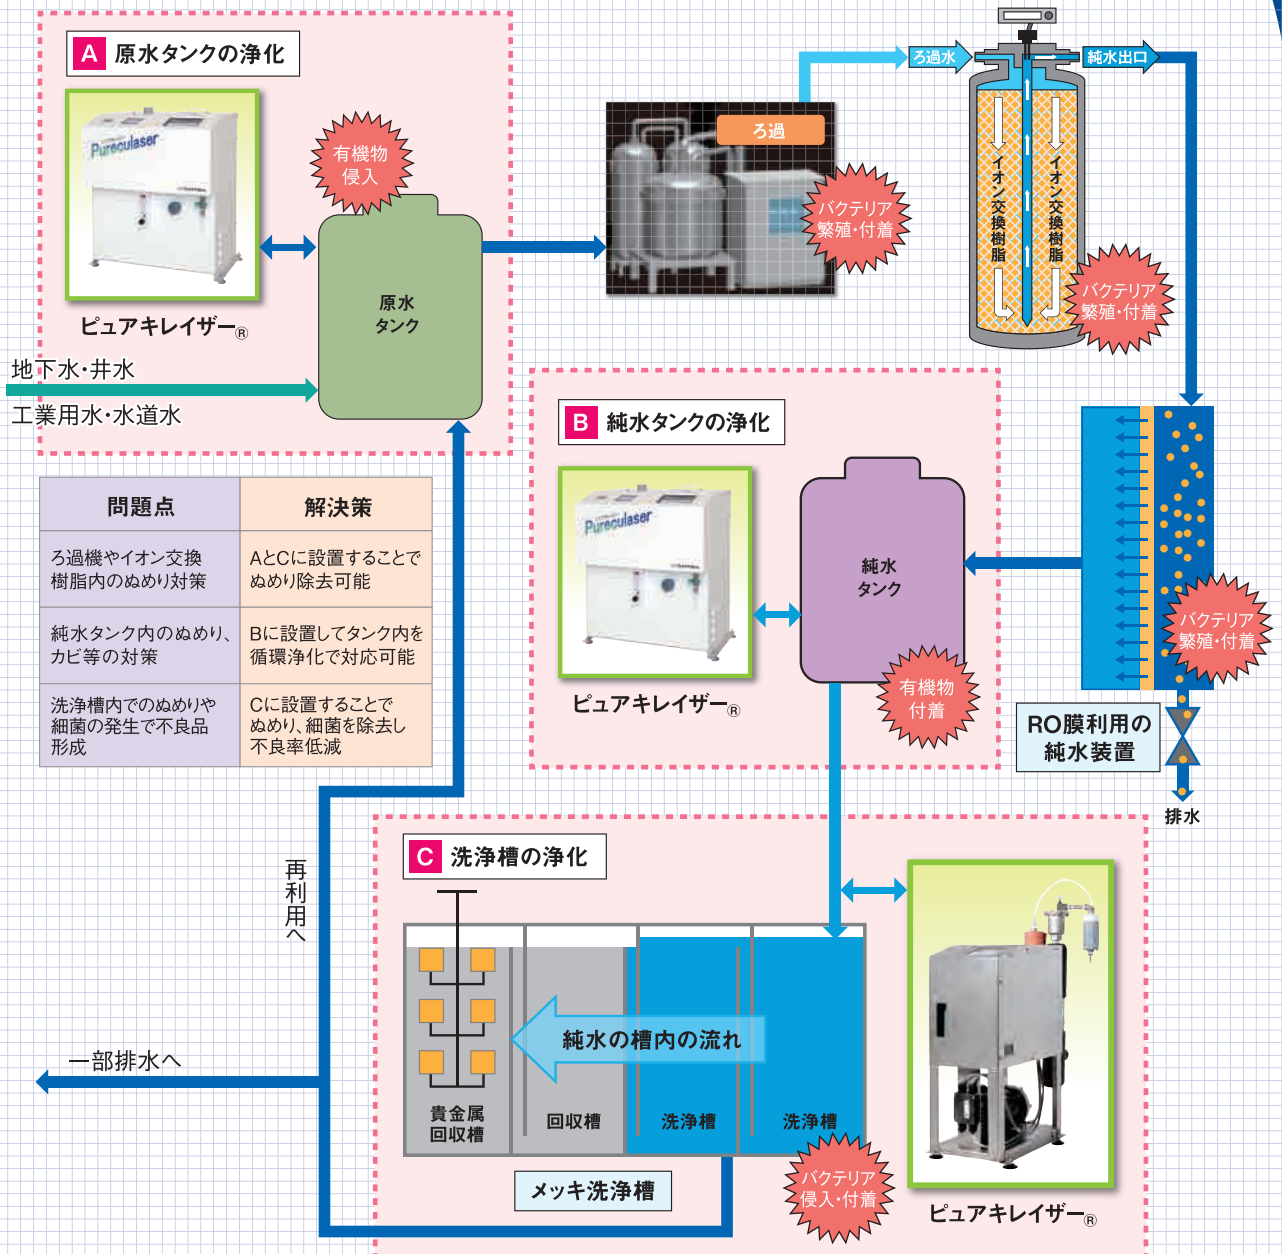 A 原水タンクの浄化
Pureculaser
有機物
侵入
原水
タンク
ピュアキレイザー®
地下水・井水
工業用水・水道水
ろ過
バクテリア
繁殖・付着
ろ過水
純水出口
イオン交換樹脂
イオン交換樹脂
バクテリア
繁殖・付着
B 純水タンクの浄化
Pureculaser
純水
タンク
有機物
付着
ピュアキレイザー®
バクテリア
繁殖・付着
RO膜利用の
純水装置
排水
問題点
解決策
ろ過機やイオン交換
樹脂内のぬめり対策
AとCに設置することで
ぬめり除去可能
純水タンク内のぬめり、
カビ等の対策
Bに設置してタンク内を
循環浄化で対応可能
洗浄槽内でのぬめりや
細菌の発生で不良品
形成
Cに設置することで
ぬめり、細菌を除去し
不良率低減
再利用へ
一部排水へ
C 洗浄槽の浄化
純水の槽内の流れ
貴金属
回収槽
回収槽
洗浄槽
洗浄槽
バクテリア
侵入・付着
メッキ洗浄槽
ピュアキレイザー®